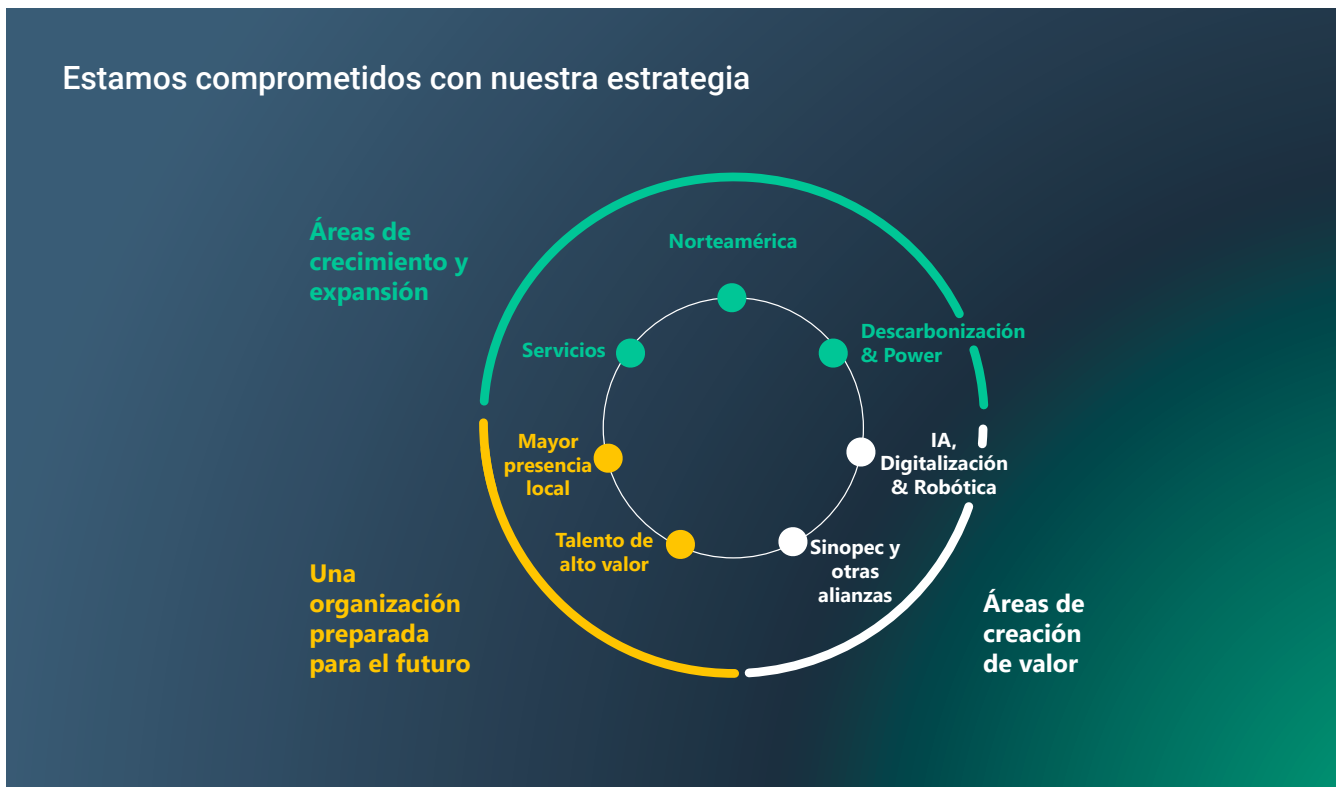 Estamos comprometidos con nuestra estrategia
Áreas de
crecimiento y
expansión
Norteamérica
Servicios
Descarbonización
& Power
Mayor
presencia
local
IA,
Digitalización
& Robótica
Talento de
alto valor
Sinopec y
otras
alianzas
Una
organización
preparada
para el futuro
Áreas de
creación
de valor